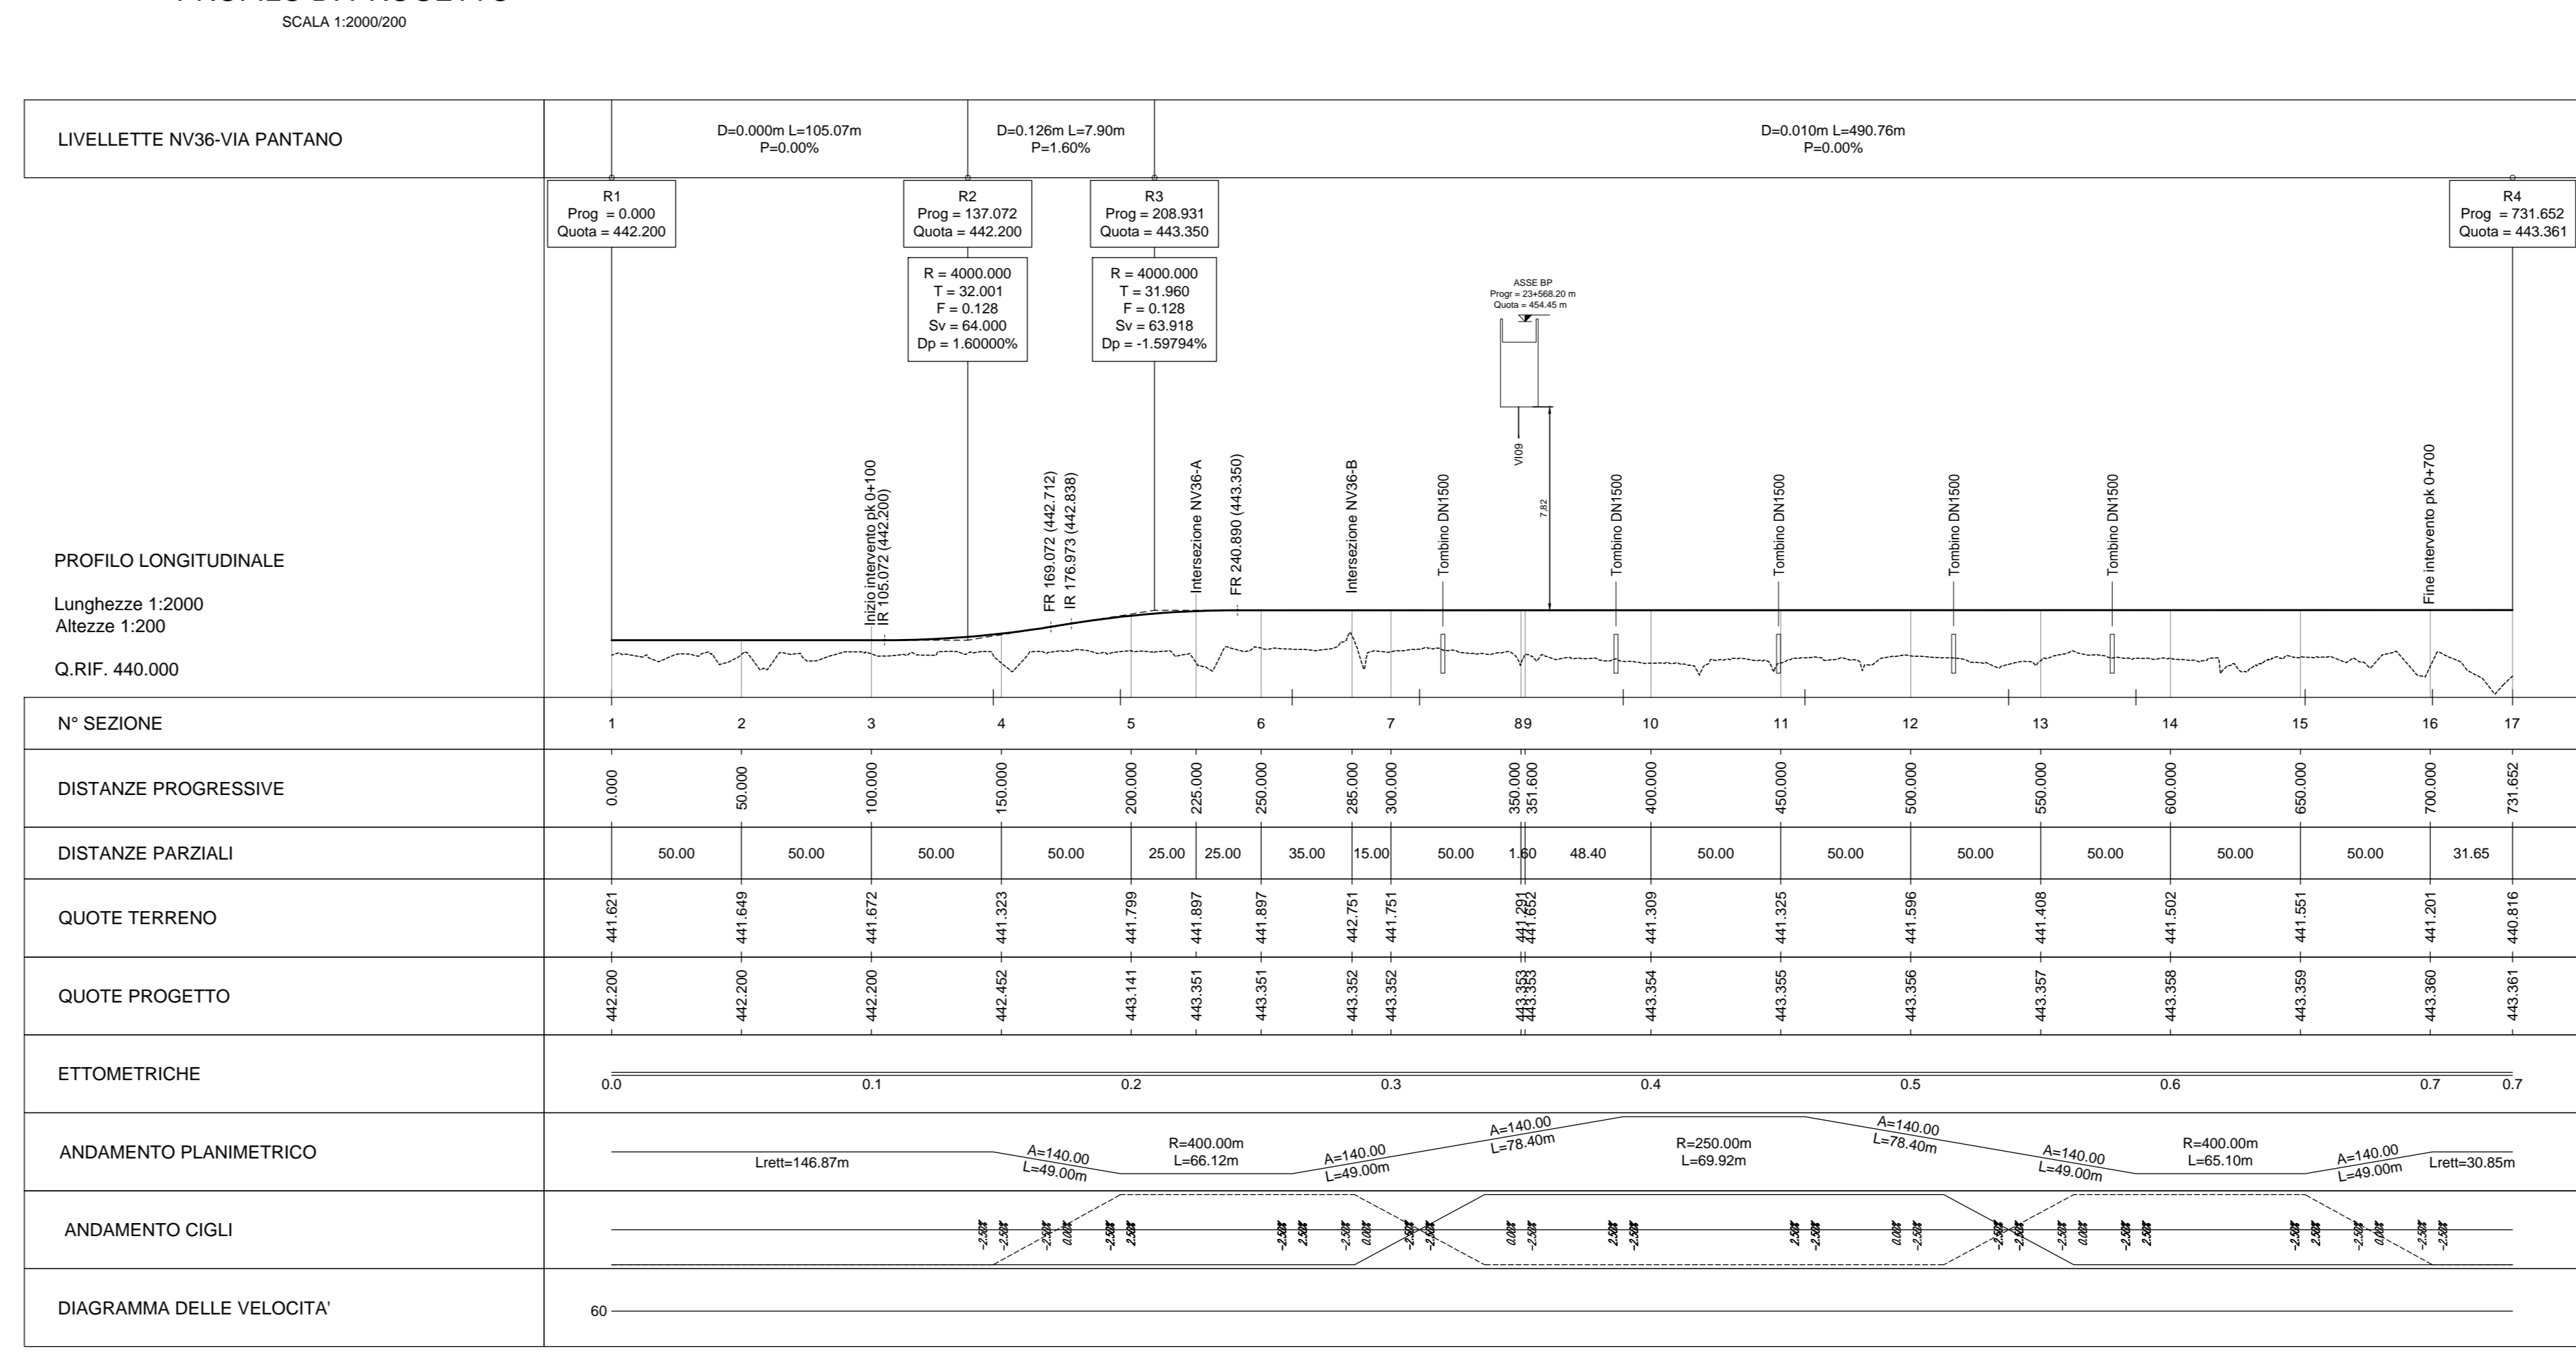 SCALA 1:2000/200
LIVELLETTE NV36-VIA PANTANO
D=0.000m L=105.07m
P=0.00%
D=0.126m L=7.90m
P=1.60%
D=0.010m L=490.76m
P=0.00%
R1
Prog = 0.000
Quota = 442.200
R2
Prog = 137.072
Quota = 442.200
R = 4000.000
T = 32.001
F = 0.128
Sv = 64.000
Dp = 1.60000%
R3
Prog = 208.931
Quota = 443.350
R = 4000.000
T = 31.960
F = 0.128
Sv = 63.918
Dp = -1.59794%
R4
Prog = 731.652
Quota = 443.361
ASSE BP
Progr = 23+568.20 m
Quota = 454.45 m
VI09
7,82
Inizio intervento pk 0+100
IR 105.072 (442.200)
FR 169.072 (442.712)
IR 176.973 (442.838)
Intersezione NV36-A
FR 240.890 (443.350)
Intersezione NV36-B
Tombino DN1500
Tombino DN1500
Tombino DN1500
Tombino DN1500
Tombino DN1500
Fine intervento pk 0+700
PROFILO LONGITUDINALE
Lunghezze 1:2000
Altezze 1:200
Q.RIF. 440.000
N° SEZIONE
1 2 3 4 5 6 7 8 9 10 11 12 13 14 15 16 17
DISTANZE PROGRESSIVE
0.000 50.000 100.000 150.000 200.000 225.000 250.000 285.000 300.000 350.000 351.600 400.000 450.000 500.000 550.000 600.000 650.000 700.000 731.652
DISTANZE PARZIALI
50.00 50.00 50.00 50.00 25.00 25.00 35.00 15.00 50.00 1.60 48.40 50.00 50.00 50.00 50.00 50.00 50.00 31.65
QUOTE TERRENO
441.621 441.649 441.672 441.323 441.799 441.897 441.897 442.751 441.751 441.291 441.652 441.309 441.325 441.596 441.408 441.502 441.551 441.201 440.816
QUOTE PROGETTO
442.200 442.200 442.200 442.452 443.141 443.351 443.351 443.352 443.352 443.353 443.353 443.354 443.355 443.356 443.357 443.358 443.359 443.360 443.361
ETTOMETRICHE
0.0 0.1 0.2 0.3 0.4 0.5 0.6 0.7 0.7
ANDAMENTO PLANIMETRICO
Lrett=146.87m
A=140.00
L=49.00m
R=400.00m
L=66.12m
A=140.00
L=49.00m
A=140.00
L=78.40m
R=250.00m
L=69.92m
A=140.00
L=78.40m
A=140.00
L=49.00m
R=400.00m
L=65.10m
A=140.00
L=49.00m
Lrett=30.85m
ANDAMENTO CIGLI
DIAGRAMMA DELLE VELOCITA'
60